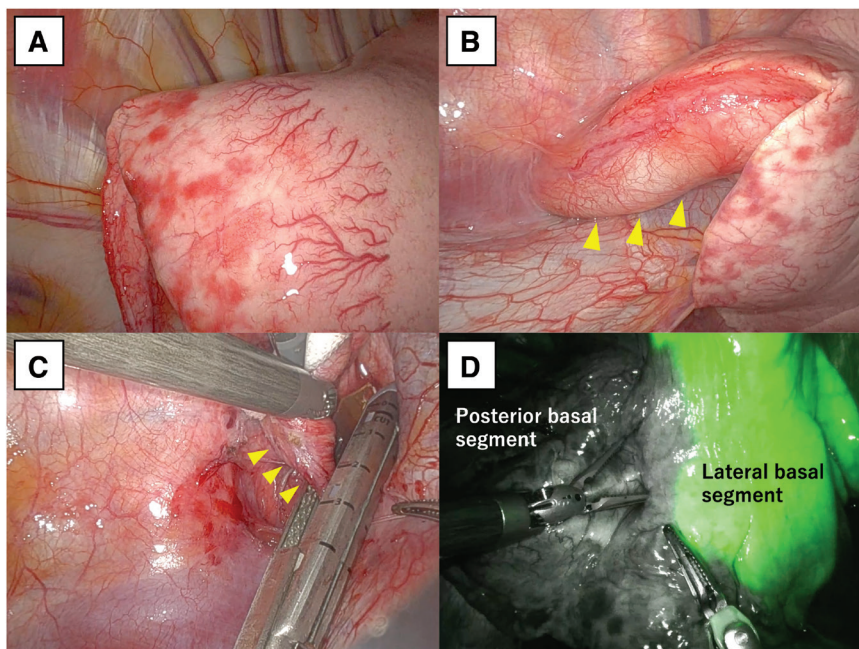 A
B
C
D
Posterior basal
segment
Lateral basal
segment